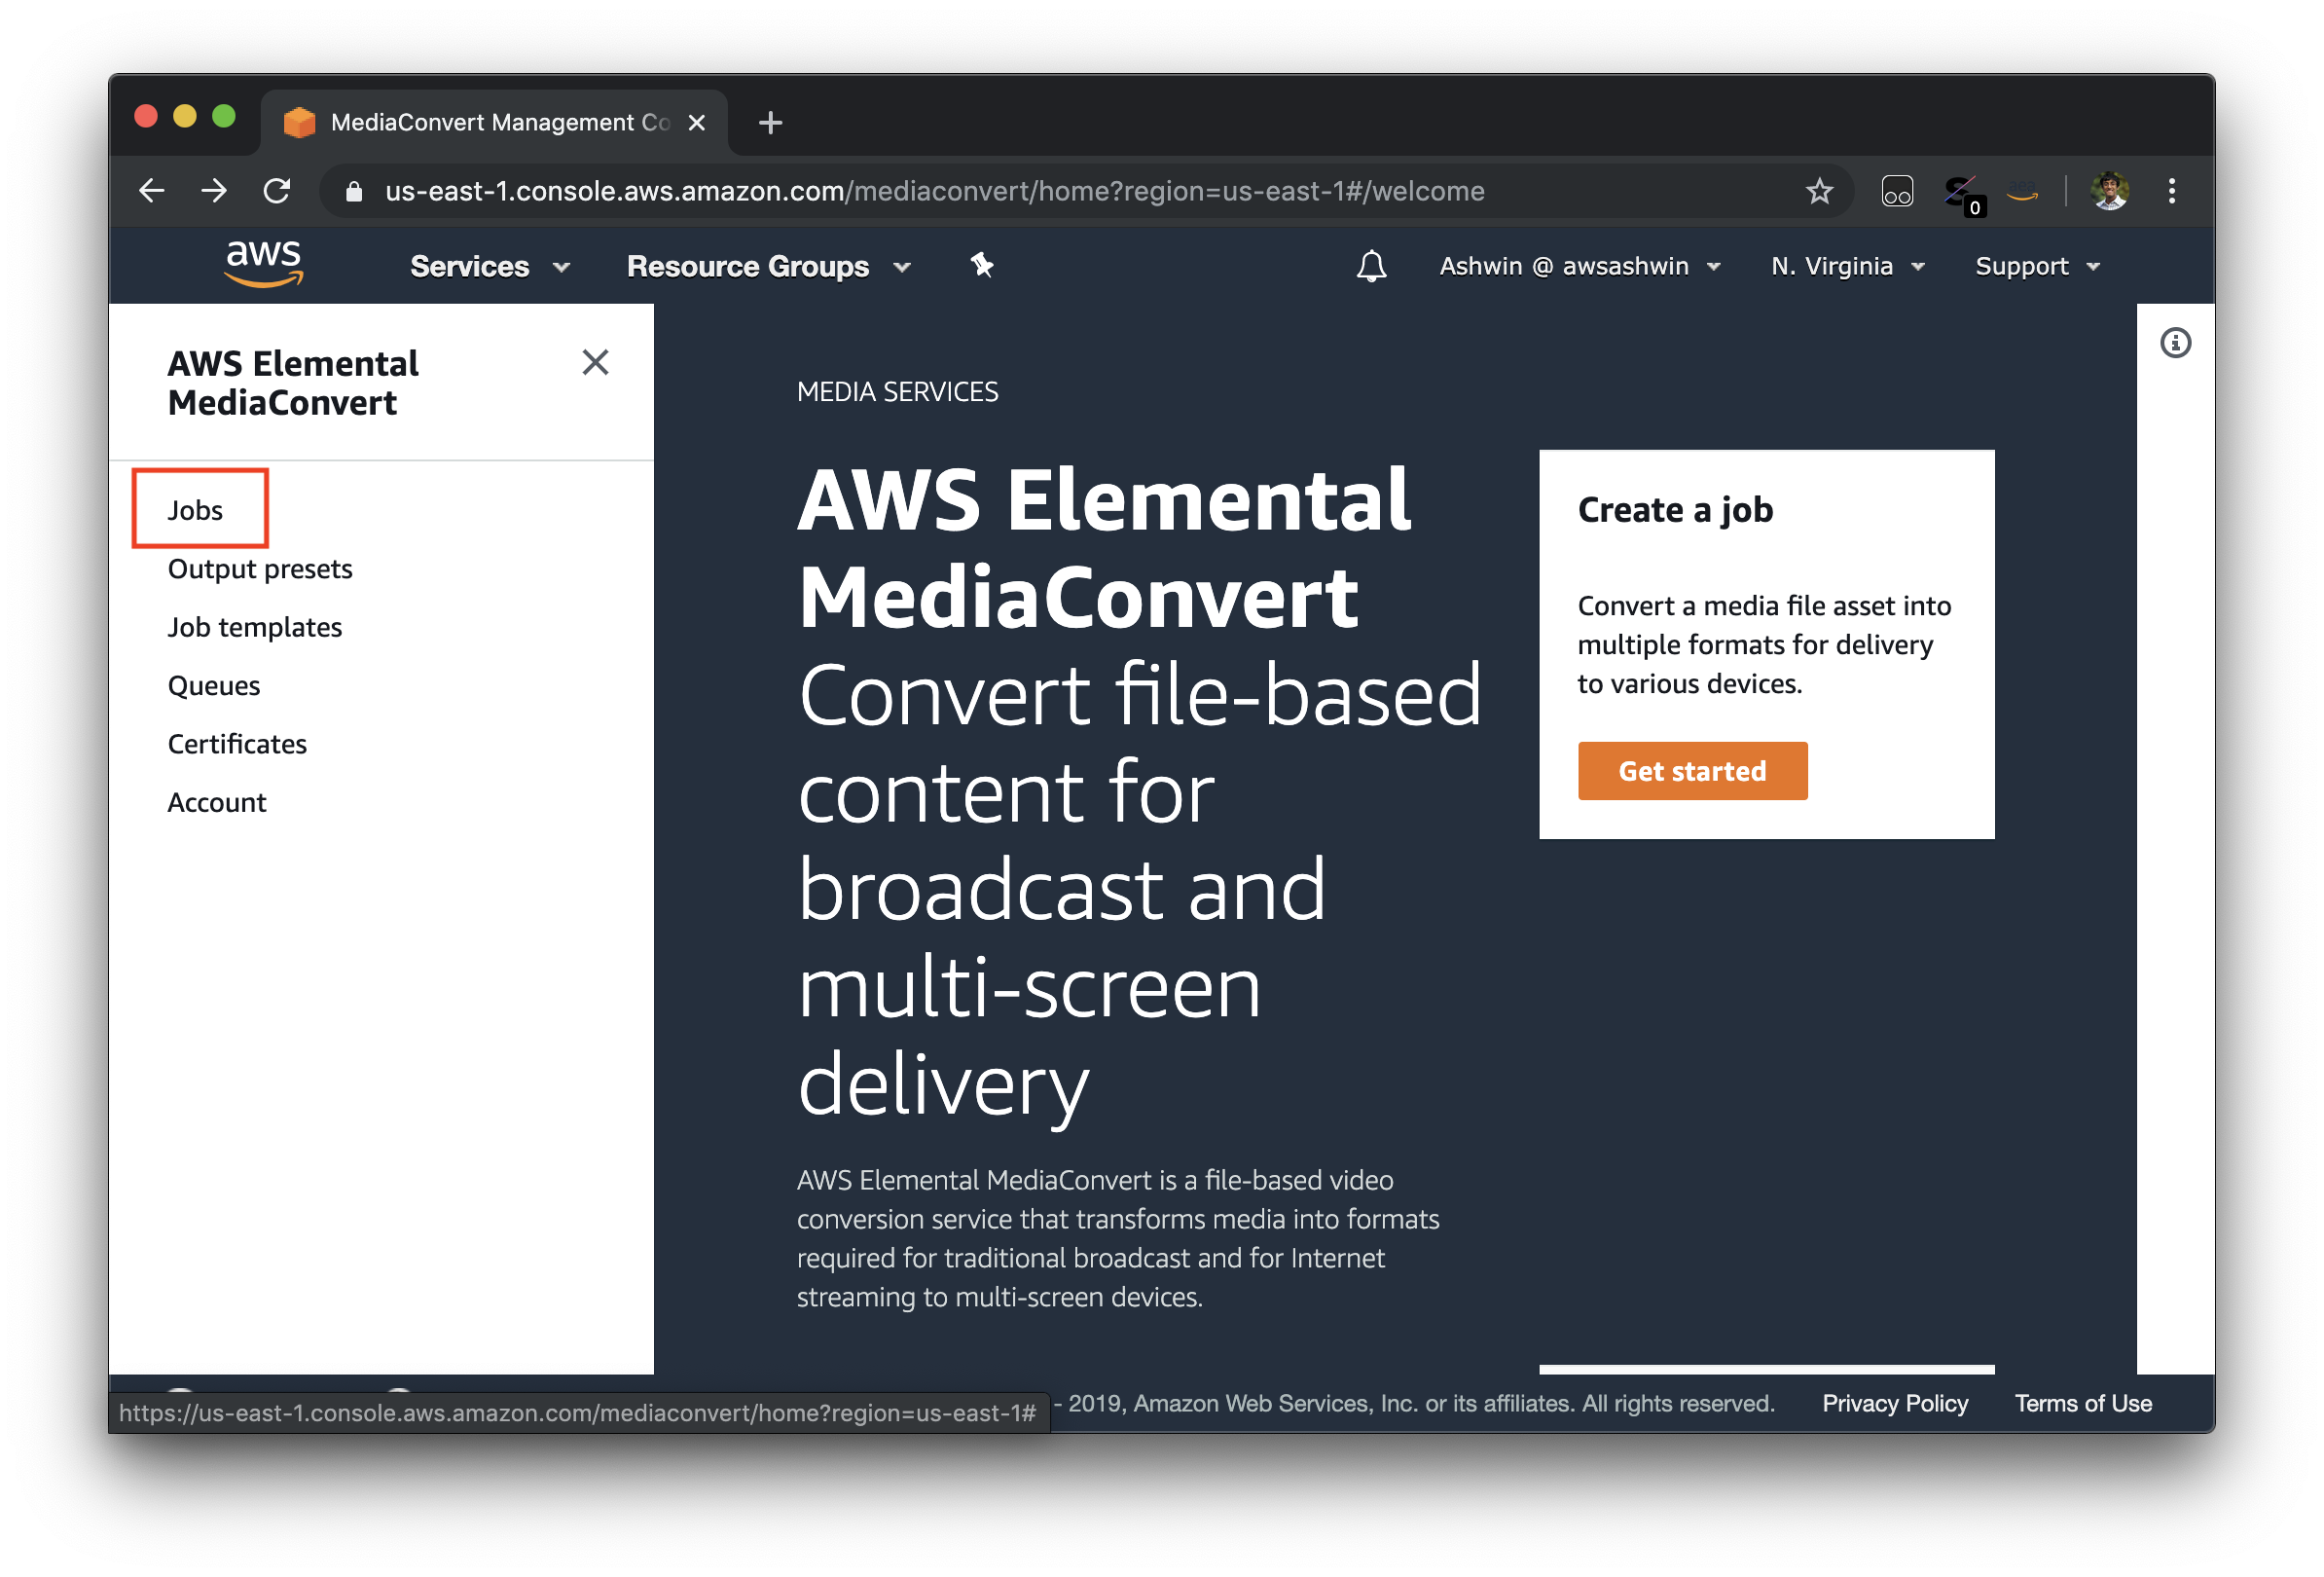 MediaConvert Management Co
us-east-1.console.aws.amazon.com/mediaconvert/home?region=us-east-1#/welcome
0
aws
Services
Resource Groups
Ashwin @ awsashwin
N. Virginia
Support
AWS Elemental
MediaConvert
Jobs
Output presets
Job templates
Queues
Certificates
Account
MEDIA SERVICES
AWS Elemental
MediaConvert
Convert file-based
content for
broadcast and
multi-screen
delivery
AWS Elemental MediaConvert is a file-based video
conversion service that transforms media into formats
required for traditional broadcast and for Internet
streaming to multi-screen devices.
Create a job
Convert a media file asset into
multiple formats for delivery
to various devices.
Get started
https://us-east-1.console.aws.amazon.com/mediaconvert/home?region=us-east-1#
- 2019, Amazon Web Services, Inc. or its affiliates. All rights reserved.
Privacy Policy
Terms of Use